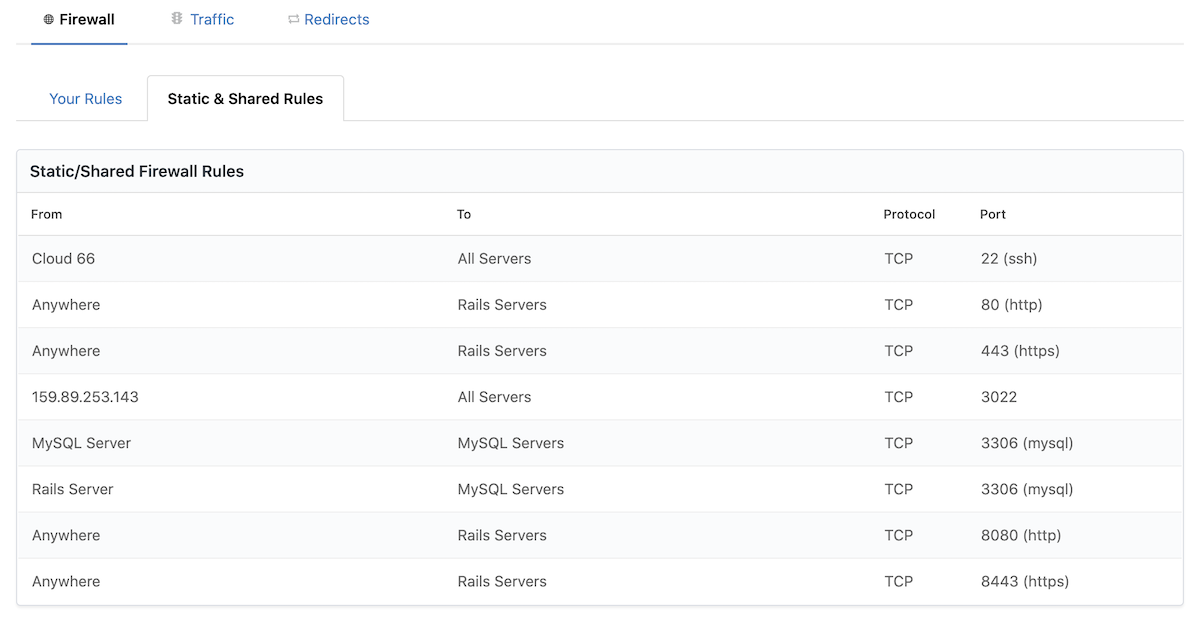 Firewall Traffic Redirects
Your Rules Static & Shared Rules
Static/Shared Firewall Rules
From To Protocol Port
Cloud 66 All Servers TCP 22 (ssh)
Anywhere Rails Servers TCP 80 (http)
Anywhere Rails Servers TCP 443 (https)
159.89.253.143 All Servers TCP 3022
MySQL Server MySQL Servers TCP 3306 (mysql)
Rails Server MySQL Servers TCP 3306 (mysql)
Anywhere Rails Servers TCP 8080 (http)
Anywhere Rails Servers TCP 8443 (https)